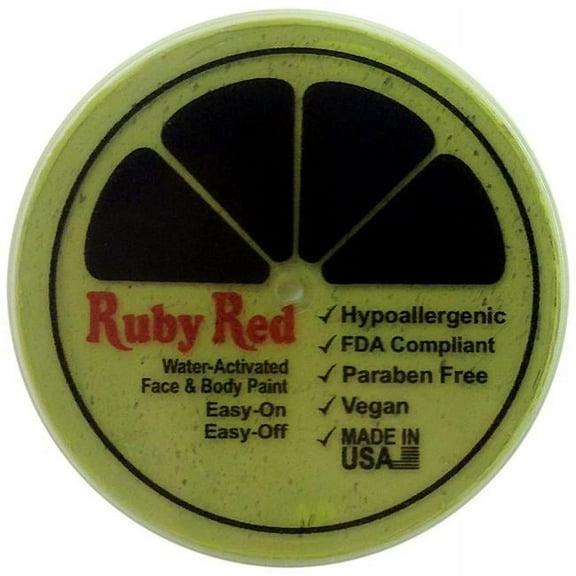 Ruby Red
Water-Activated
Face & Body Paint
Easy-On
Easy-Off
✓ Hypoallergenic
✓ FDA Compliant
✓ Paraben Free
✓ Vegan
✓ MADE IN
USA